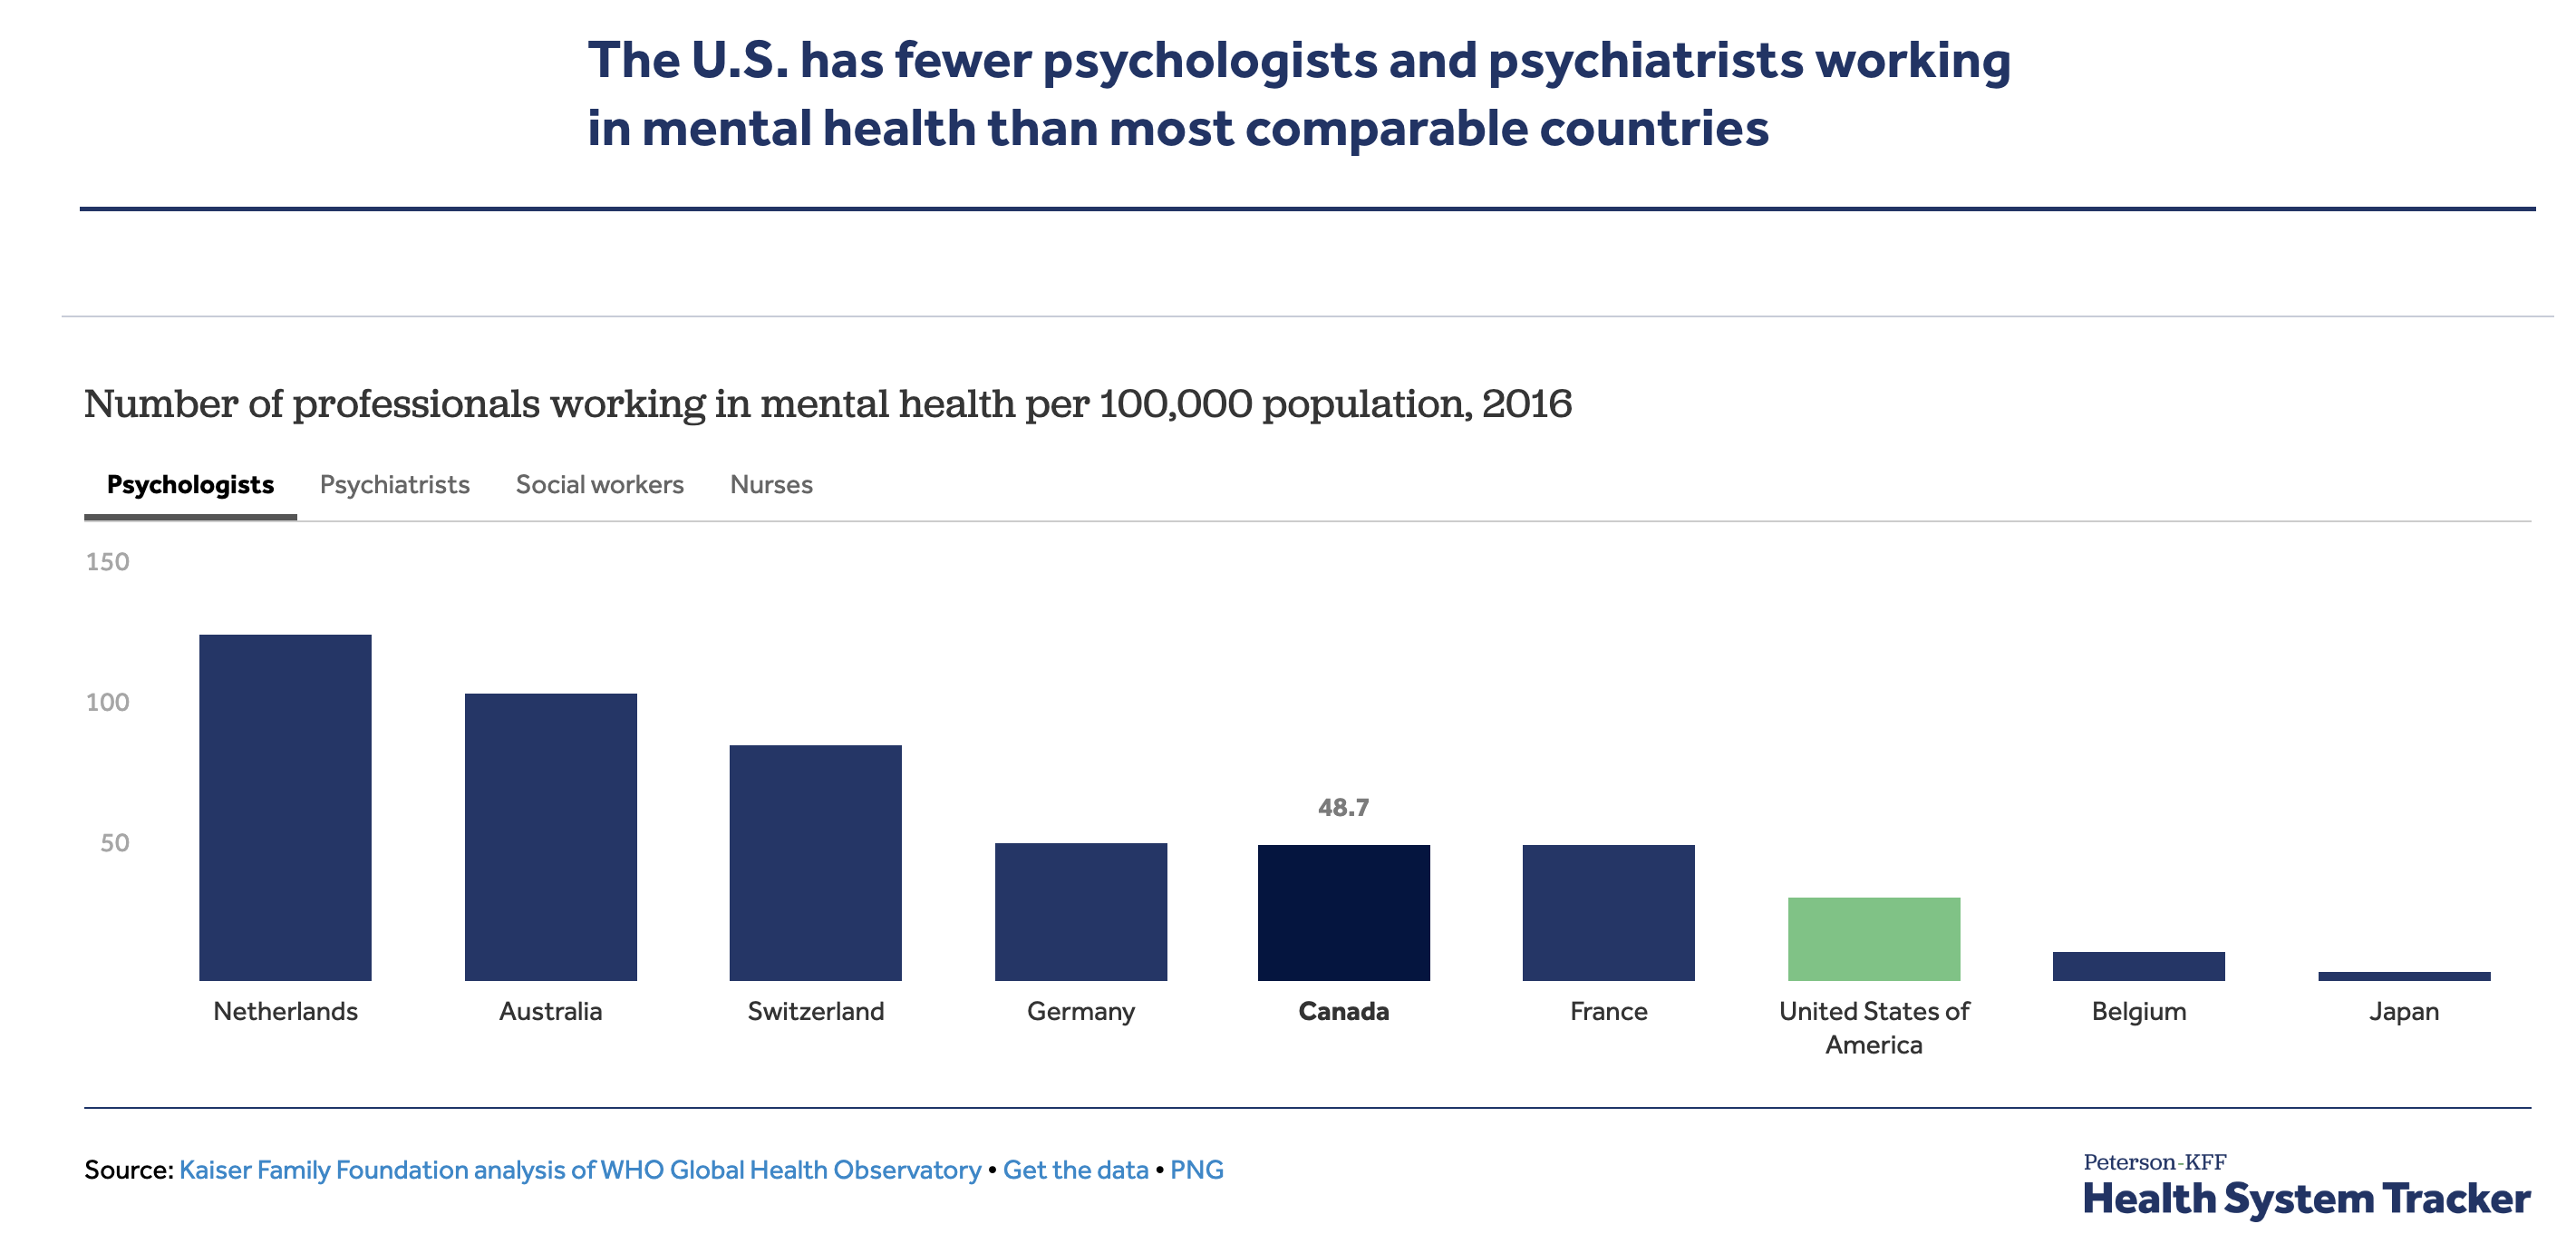 The U.S. has fewer psychologists and psychiatrists working
in mental health than most comparable countries
Number of professionals working in mental health per 100,000 population, 2016
Psychologists Psychiatrists Social workers Nurses
150
100
50
48.7
Netherlands Australia Switzerland Germany Canada France United States of America Belgium Japan
Source: Kaiser Family Foundation analysis of WHO Global Health Observatory • Get the data • PNG
Peterson-KFF
Health System Tracker